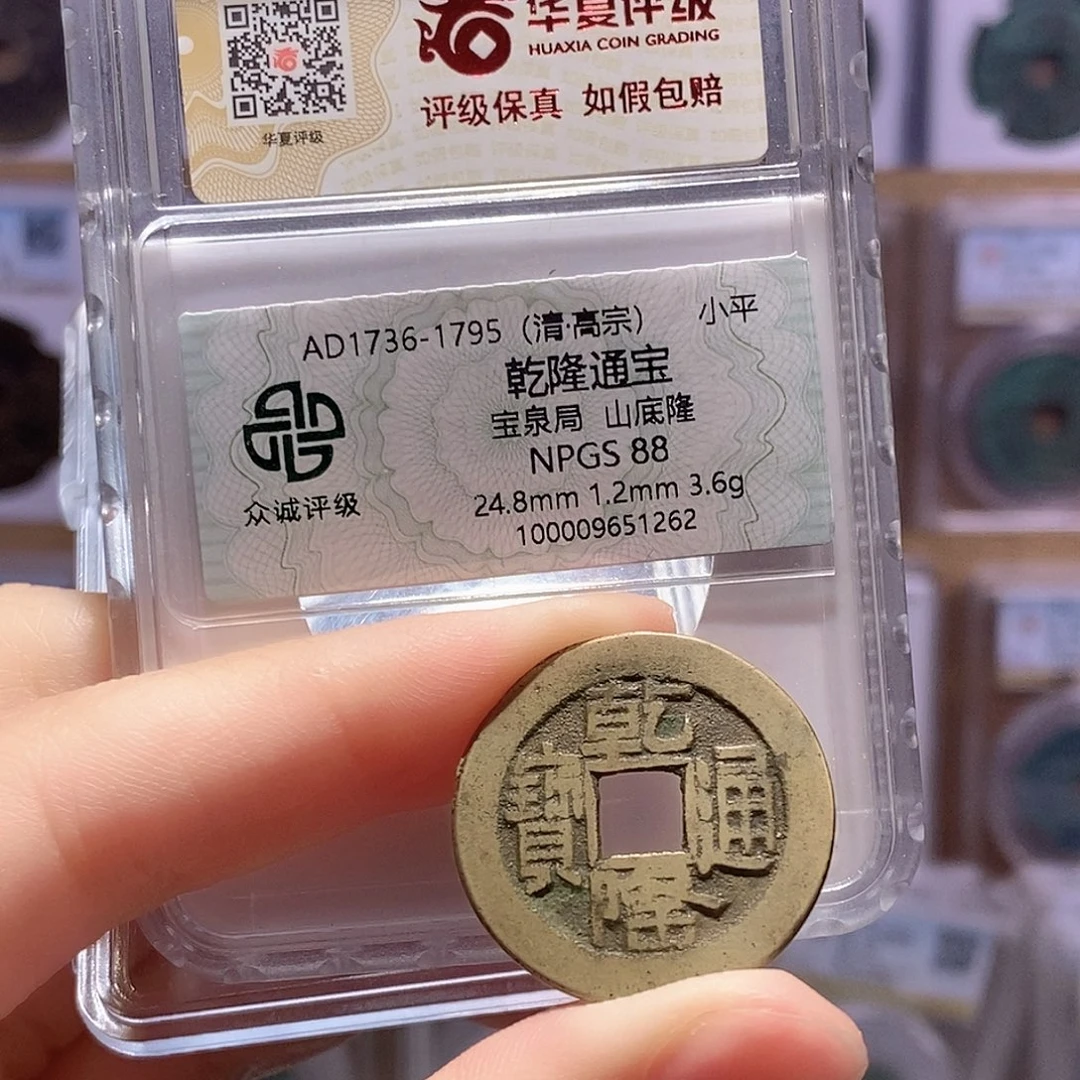 华夏评级
HUAXIA COIN GRADING
评级保真 如假包赔
华夏评级
AD1736-1795（清·高宗） 小平
乾隆通宝
宝泉局 山底隆
NPGS 88
24.8mm 1.2mm 3.6g
100009651262
众诚评级
乾隆通寶